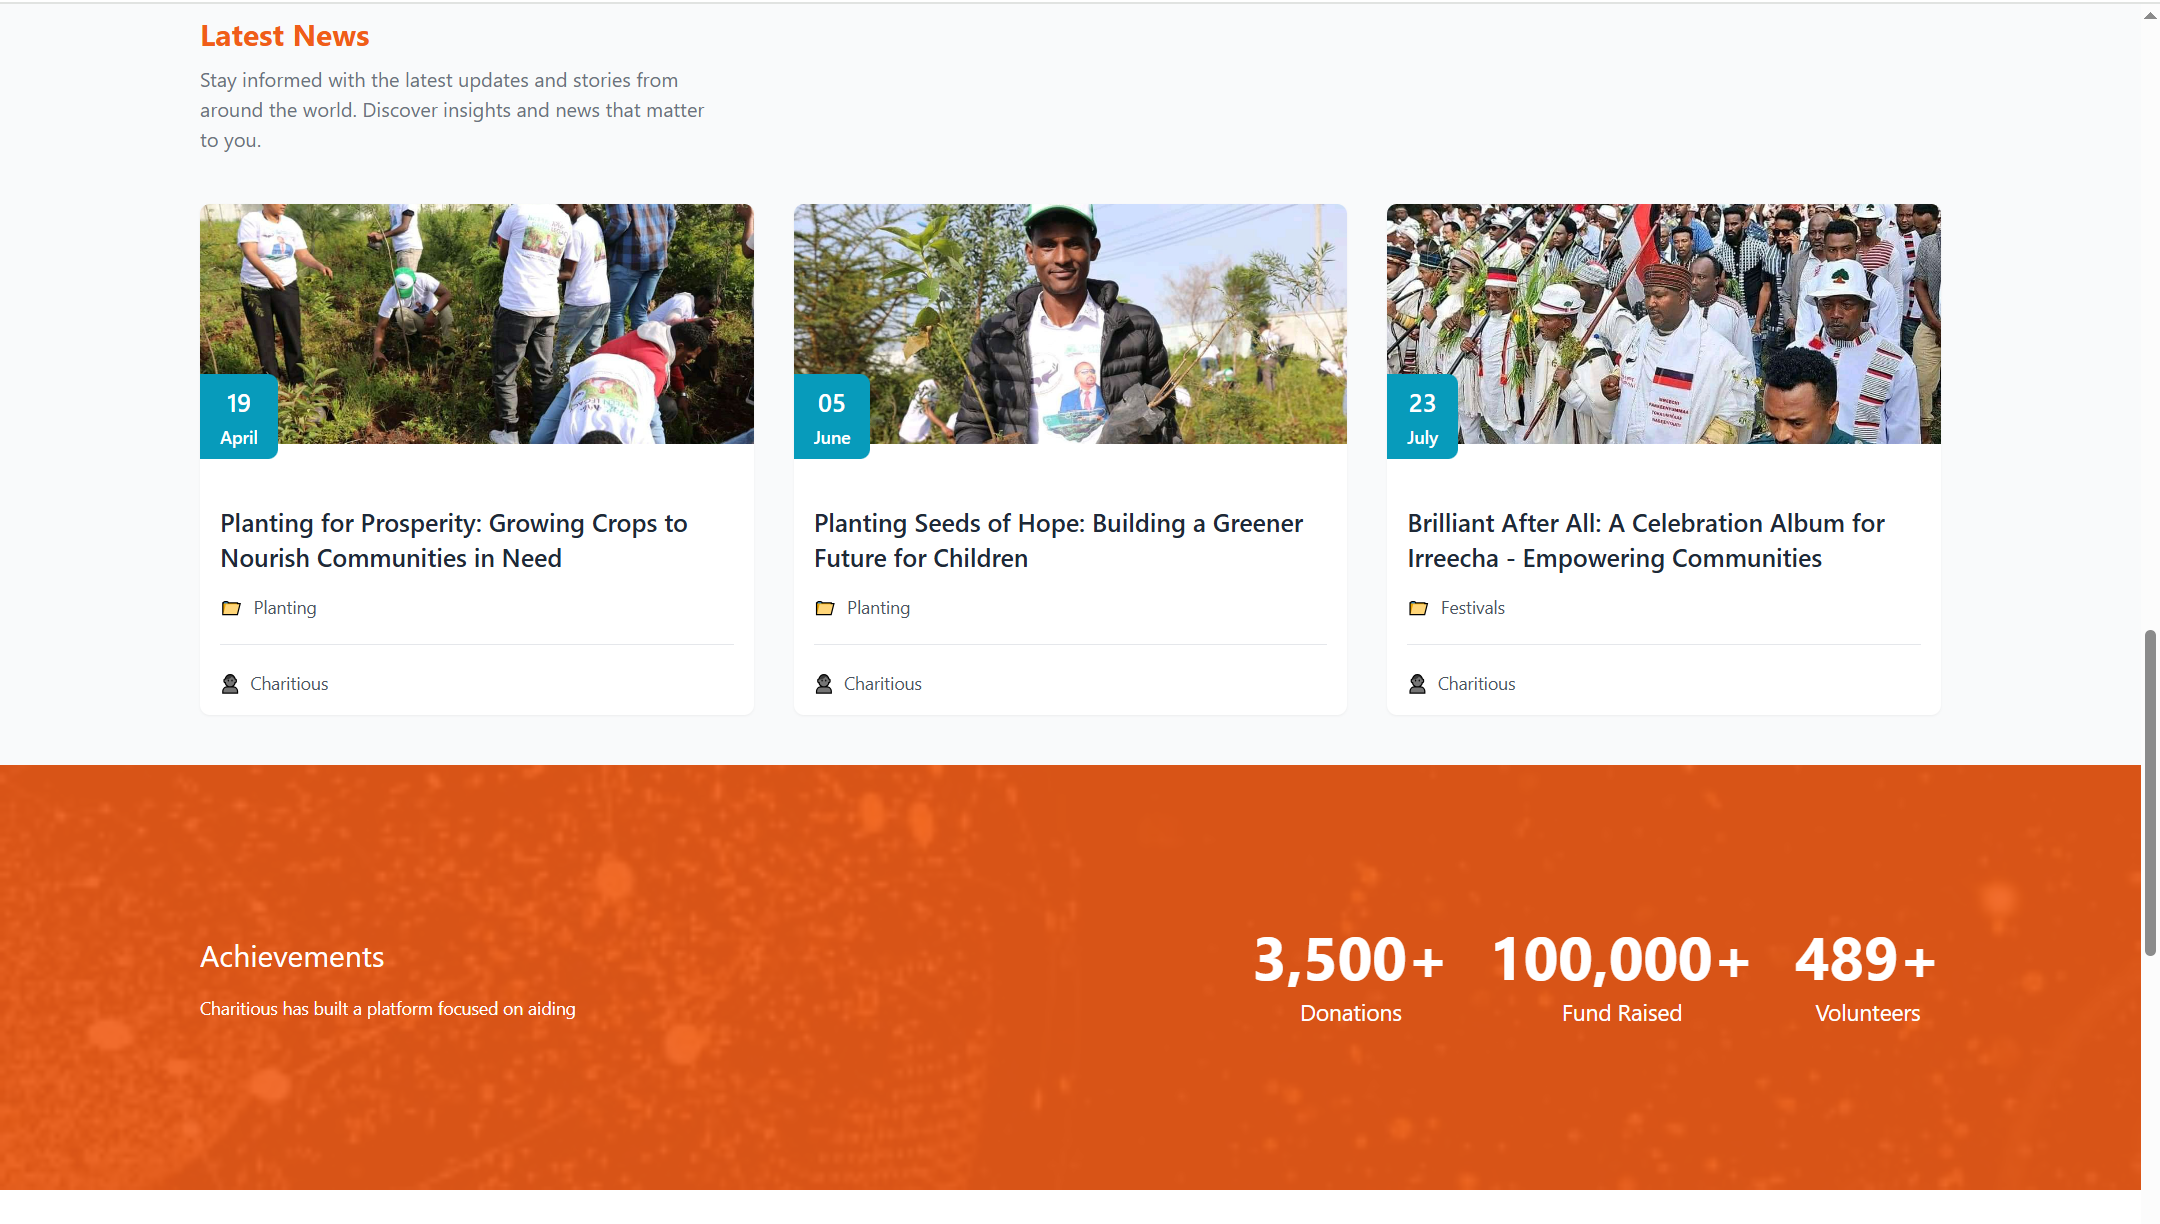 Latest News
Stay informed with the latest updates and stories from
around the world. Discover insights and news that matter
to you.
19
April
Planting for Prosperity: Growing Crops to
Nourish Communities in Need
Planting
Charitious
05
June
Planting Seeds of Hope: Building a Greener
Future for Children
Planting
Charitious
23
July
Brilliant After All: A Celebration Album for
Irreecha - Empowering Communities
Festivals
Charitious
Achievements
Charitious has built a platform focused on aiding
3,500+
Donations
100,000+
Fund Raised
489+
Volunteers